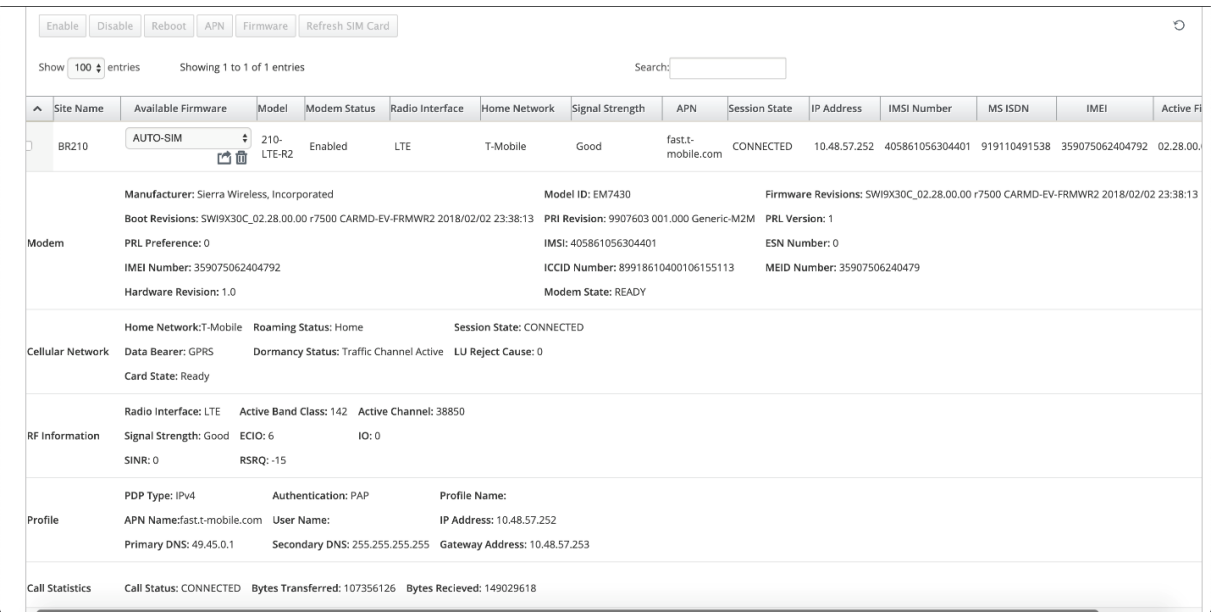 Enable Disable Reboot APN Firmware Refresh SIM Card
Show 100 entries Showing 1 to 1 of 1 entries Search:
Site Name Available Firmware Model Modem Status Radio Interface Home Network Signal Strength APN Session State IP Address IMSI Number MS ISDN IMEI Active Fi
BR210 AUTO-SIM 210-LTE-R2 Enabled LTE T-Mobile Good fast.t-mobile.com CONNECTED 10.48.57.252 405861056304401 919110491538 359075062404792 02.28.00.
Manufacturer: Sierra Wireless, Incorporated Model ID: EM7430 Firmware Revisions: SWI9X30C_02.28.00.00 r7500 CARMD-EV-FRMWR2 2018/02/02 23:38:13
Boot Revisions: SWI9X30C_02.28.00.00 r7500 CARMD-EV-FRMWR2 2018/02/02 23:38:13 PRI Revision: 9907603 001.000 Generic-M2M PRL Version: 1
Modem PRL Preference: 0 IMSI: 405861056304401 ESN Number: 0
IMEI Number: 359075062404792 ICCID Number: 89918610400106155113 MEID Number: 35907506240479
Hardware Revision: 1.0 Modem State: READY
Home Network:T-Mobile Roaming Status: Home Session State: CONNECTED
Cellular Network Data Bearer: GPRS Dormancy Status: Traffic Channel Active LU Reject Cause: 0
Card State: Ready
Radio Interface: LTE Active Band Class: 142 Active Channel: 38850
RF Information Signal Strength: Good ECIO: 6 IO: 0
SINR: 0 RSRQ: -15
PDP Type: IPv4 Authentication: PAP Profile Name:
Profile APN Name:fast.t-mobile.com User Name: IP Address: 10.48.57.252
Primary DNS: 49.45.0.1 Secondary DNS: 255.255.255.255 Gateway Address: 10.48.57.253
Call Statistics Call Status: CONNECTED Bytes Transferred: 107356126 Bytes Recieved: 149029618